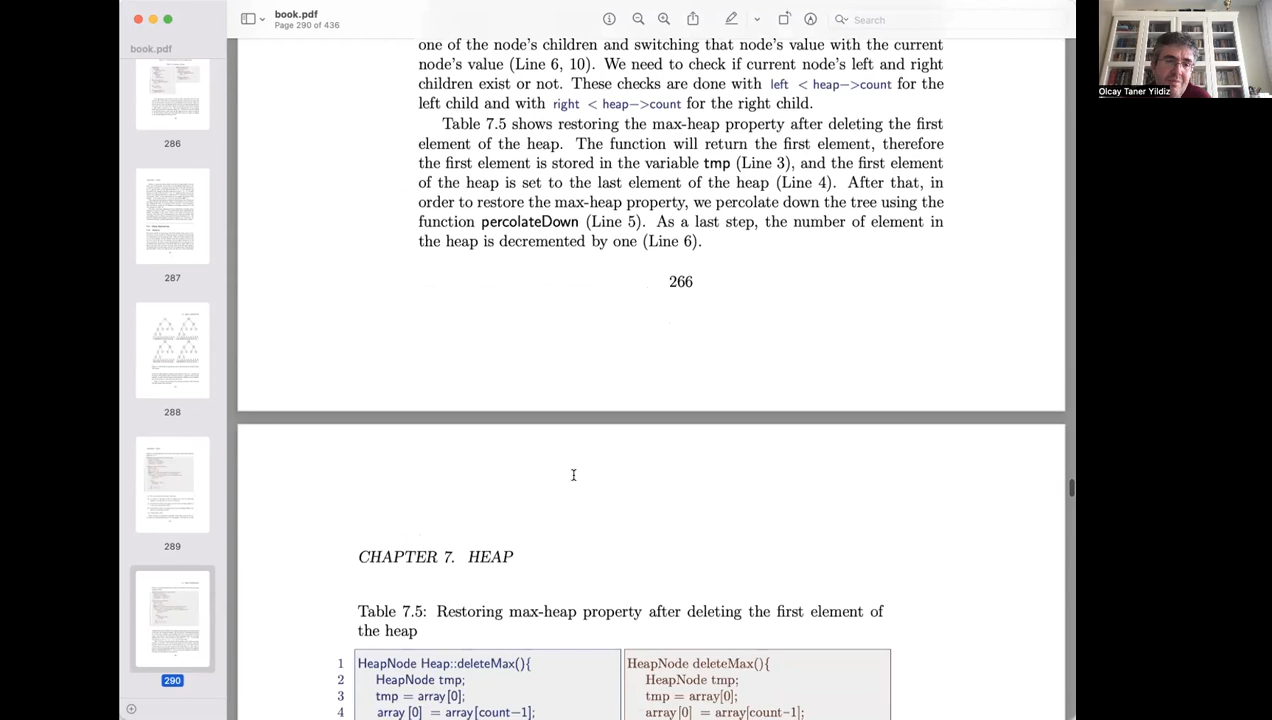 book.pdf
Page 290 of 436
Search
book.pdf
286
287
288
289
290
one of the node's children and switching that node's value with the current
node's value (Line 6, 10). We need to check if current node's left and right
children exist or not. These checks are done with left < heap−>count for the
left child and with right < heap−>count for the right child.
Table 7.5 shows restoring the max-heap property after deleting the first
element of the heap. The function will return the first element, therefore
the first element is stored in the variable tmp (Line 3), and the first element
of the heap is set to the last element of the heap (Line 4). After that, in
order to restore the max-heap property, we percolate down the tree using the
function percolateDown (Line 5). As a last step, the number of element in
the heap is decremented by one (Line 6).
266
CHAPTER 7. HEAP
Table 7.5: Restoring max-heap property after deleting the first element of
the heap
1 HeapNode Heap::deleteMax(){ HeapNode deleteMax(){
2 HeapNode tmp; HeapNode tmp;
3 tmp = array[0]; tmp = array[0];
4 array [0] = array[count−1]; array[0] = array[count-1];
Olcay Taner Yildiz